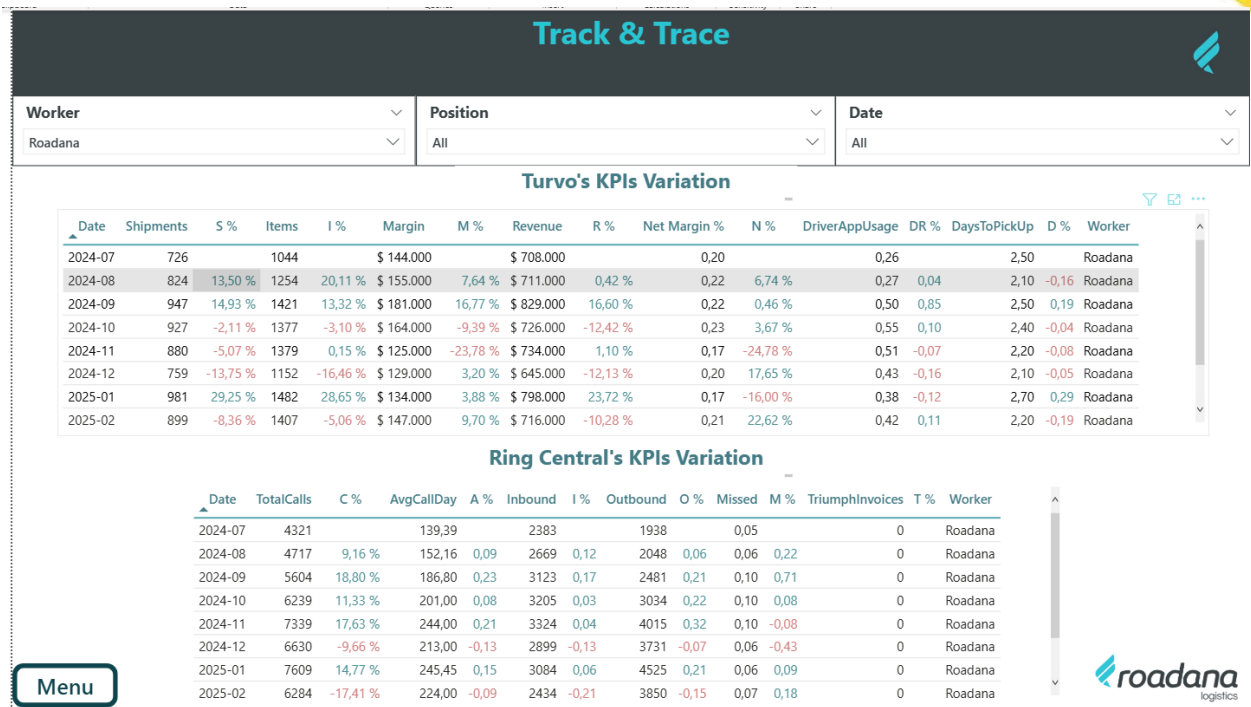 Track & Trace
Worker Position Date
Roadana All All
Turvo's KPIs Variation
Date Shipments S % Items I % Margin M % Revenue R % Net Margin % N % DriverAppUsage DR % DaysToPickUp D % Worker
2024-07 726 1044 $ 144.000 $ 708.000 0,20 0,26 2,50 Roadana
2024-08 824 13,50 % 1254 20,11 % $ 155.000 7,64 % $ 711.000 0,42 % 0,22 6,74 % 0,27 0,04 2,10 -0,16 Roadana
2024-09 947 14,93 % 1421 13,32 % $ 181.000 16,77 % $ 829.000 16,60 % 0,22 0,46 % 0,50 0,85 2,50 0,19 Roadana
2024-10 927 -2,11 % 1377 -3,10 % $ 164.000 -9,39 % $ 726.000 -12,42 % 0,23 3,67 % 0,55 0,10 2,40 -0,04 Roadana
2024-11 880 -5,07 % 1379 0,15 % $ 125.000 -23,78 % $ 734.000 1,10 % 0,17 -24,78 % 0,51 -0,07 2,20 -0,08 Roadana
2024-12 759 -13,75 % 1152 -16,46 % $ 129.000 3,20 % $ 645.000 -12,13 % 0,20 17,65 % 0,43 -0,16 2,10 -0,05 Roadana
2025-01 981 29,25 % 1482 28,65 % $ 134.000 3,88 % $ 798.000 23,72 % 0,17 -16,00 % 0,38 -0,12 2,70 0,29 Roadana
2025-02 899 -8,36 % 1407 -5,06 % $ 147.000 9,70 % $ 716.000 -10,28 % 0,21 22,62 % 0,42 0,11 2,20 -0,19 Roadana
Ring Central's KPIs Variation
Date TotalCalls C % AvgCallDay A % Inbound I % Outbound O % Missed M % TriumphInvoices T % Worker
2024-07 4321 139,39 2383 1938 0,05 0 Roadana
2024-08 4717 9,16 % 152,16 0,09 2669 0,12 2048 0,06 0,06 0,22 0 Roadana
2024-09 5604 18,80 % 186,80 0,23 3123 0,17 2481 0,21 0,10 0,71 0 Roadana
2024-10 6239 11,33 % 201,00 0,08 3205 0,03 3034 0,22 0,10 0,08 0 Roadana
2024-11 7339 17,63 % 244,00 0,21 3324 0,04 4015 0,32 0,10 -0,08 0 Roadana
2024-12 6630 -9,66 % 213,00 -0,13 2899 -0,13 3731 -0,07 0,06 -0,43 0 Roadana
2025-01 7609 14,77 % 245,45 0,15 3084 0,06 4525 0,21 0,06 0,09 0 Roadana
2025-02 6284 -17,41 % 224,00 -0,09 2434 -0,21 3850 -0,15 0,07 0,18 0 Roadana
Menu
roadana
logistics